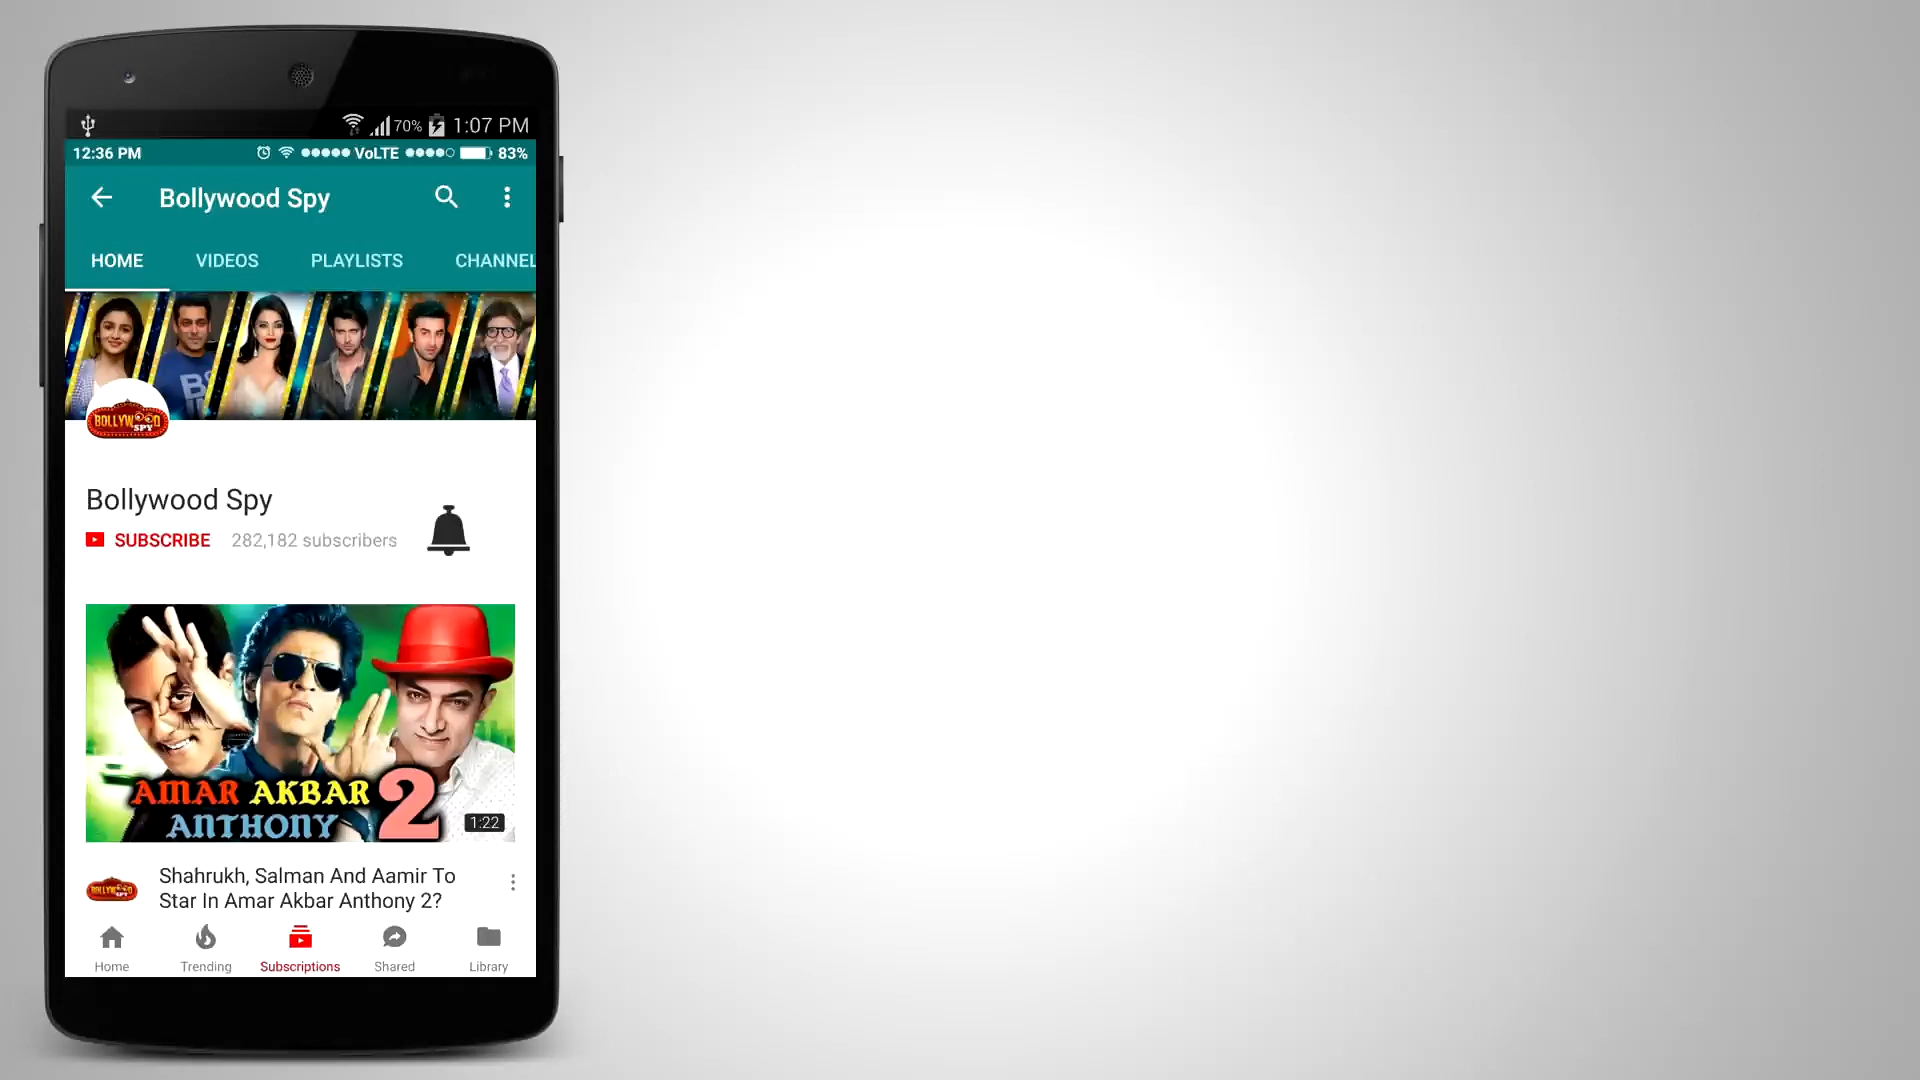 70% 1:07 PM
12:36 PM VoLTE 83%
Bollywood Spy
HOME VIDEOS PLAYLISTS CHANNEL
BOLLYWOOD
SPY
Bollywood Spy
SUBSCRIBE 282,182 subscribers
AMAR AKBAR
ANTHONY 2
1:22
Shahrukh, Salman And Aamir To
Star In Amar Akbar Anthony 2?
Home Trending Subscriptions Shared Library